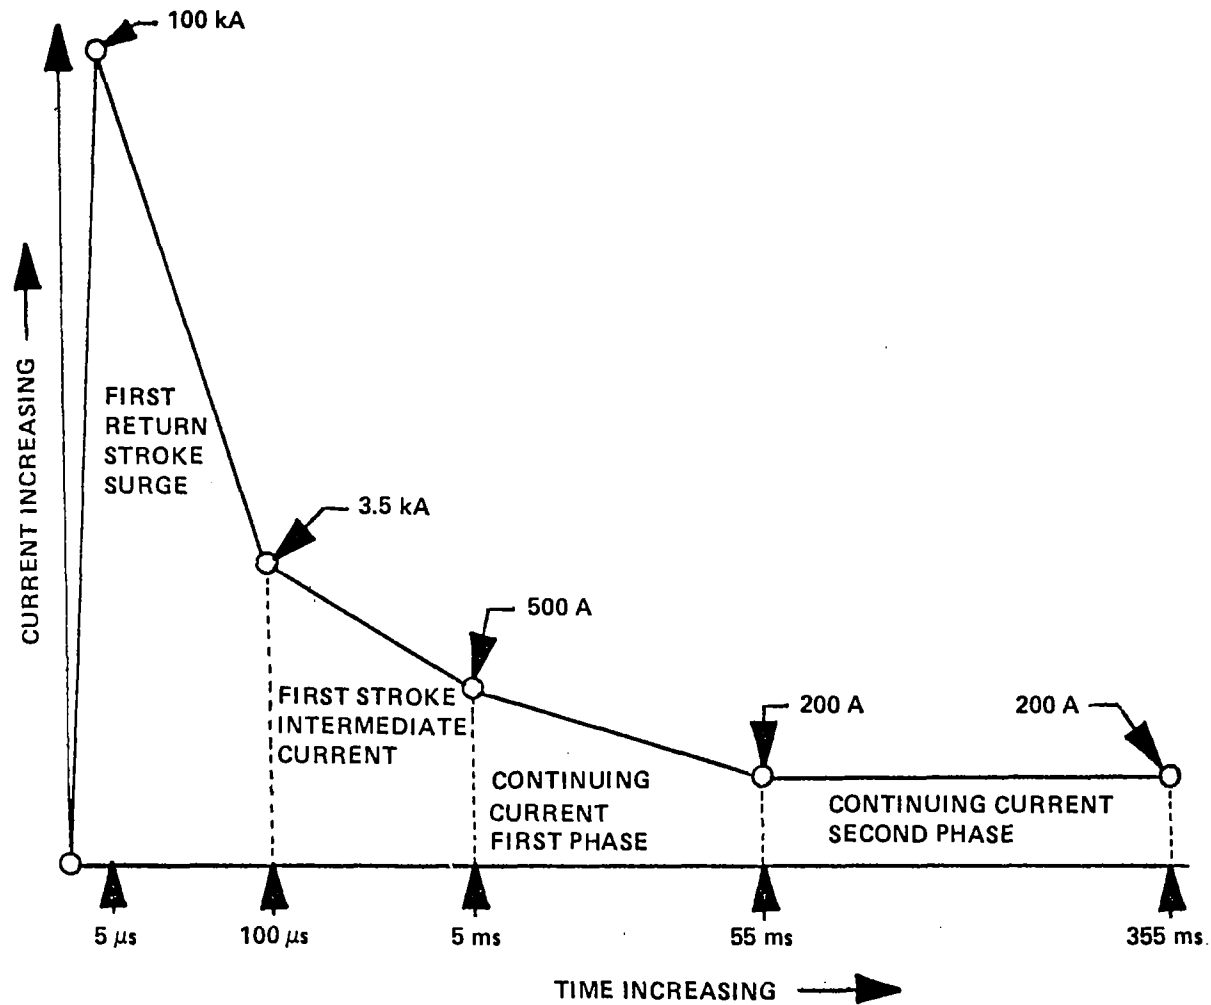 100 kA
CURRENT INCREASING
FIRST
RETURN
STROKE
SURGE
3.5 kA
500 A
FIRST STROKE
INTERMEDIATE
CURRENT
200 A
200 A
CONTINUING
CURRENT
FIRST PHASE
CONTINUING CURRENT
SECOND PHASE
5 μs
100 μs
5 ms
55 ms
355 ms.
TIME INCREASING